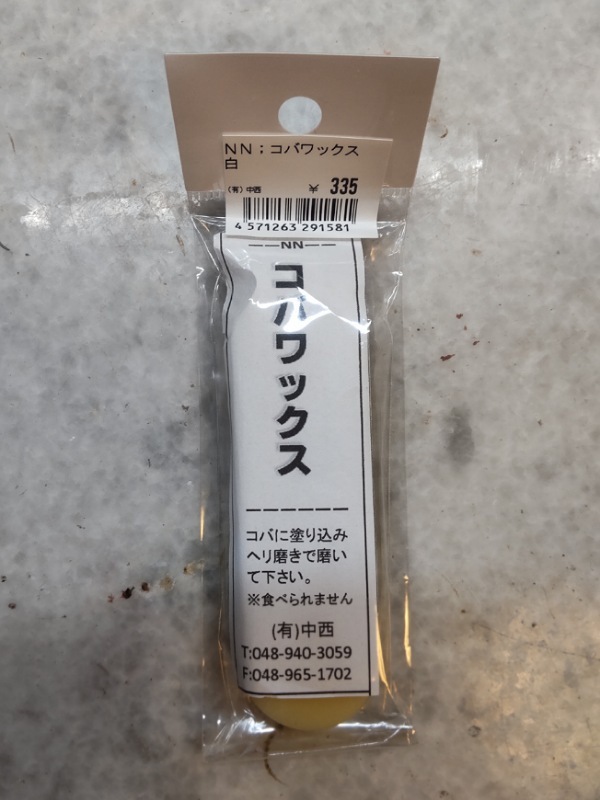 NN；コバワックス
白
(有) 中西 ￥ 335
4 571263 291581
——NN——
コバワックス
コバに塗り込み
ヘリ磨きで磨い
て下さい。
※食べられません
(有)中西
T:048-940-3059
F:048-965-1702